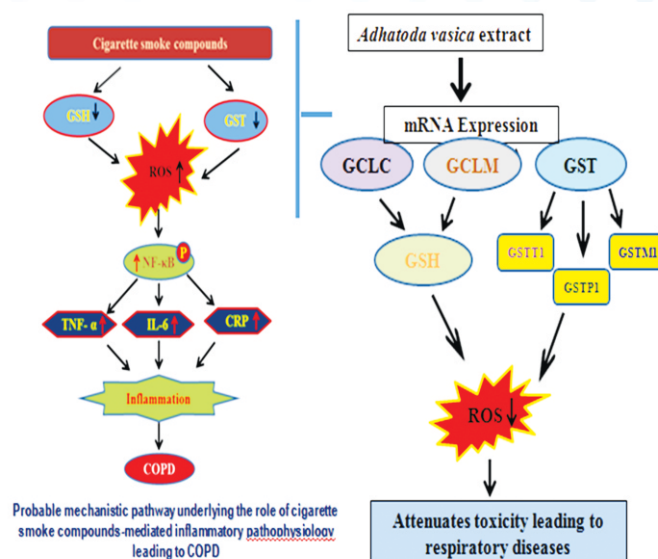 Cigarette smoke compounds
GSH
GST
ROS
NF-κB
P
TNF- α
IL-6
CRP
Inflammation
COPD
Probable mechanistic pathway underlying the role of cigarette
smoke compounds-mediated inflammatory pathophysiology
leading to COPD
Adhatoda vasica extract
mRNA Expression
GCLC
GCLM
GST
GSH
GSTT1
GSTP1
GSTM1
ROS
Attenuates toxicity leading to
respiratory diseases